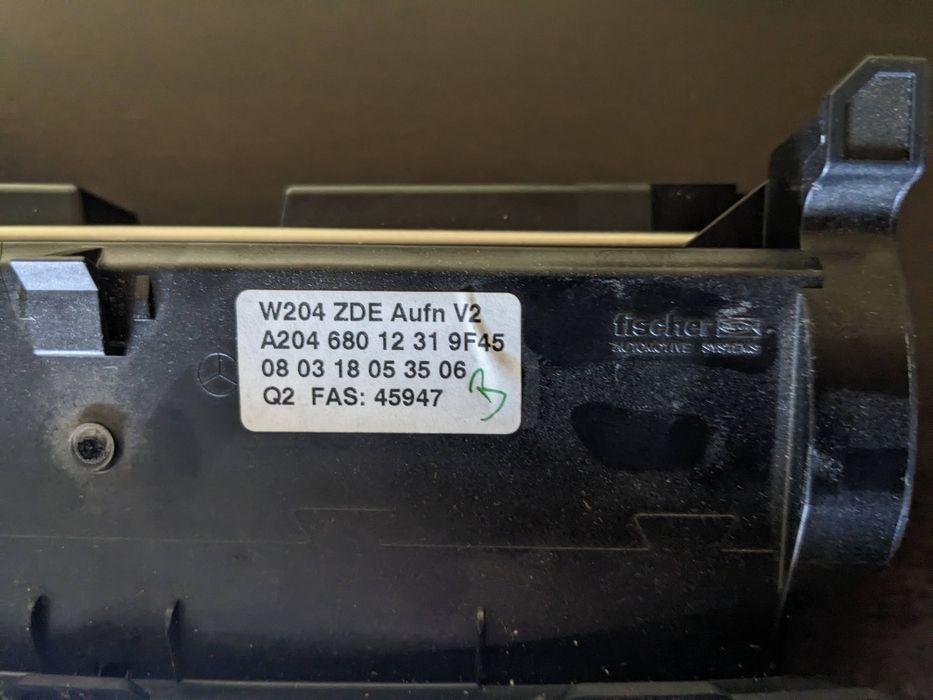 W204 ZDE Aufn V2
A204 680 12 31 9F45
08 03 18 05 35 06
Q2 FAS: 45947
fischer
AUTOMOTIVE SYSTEMS